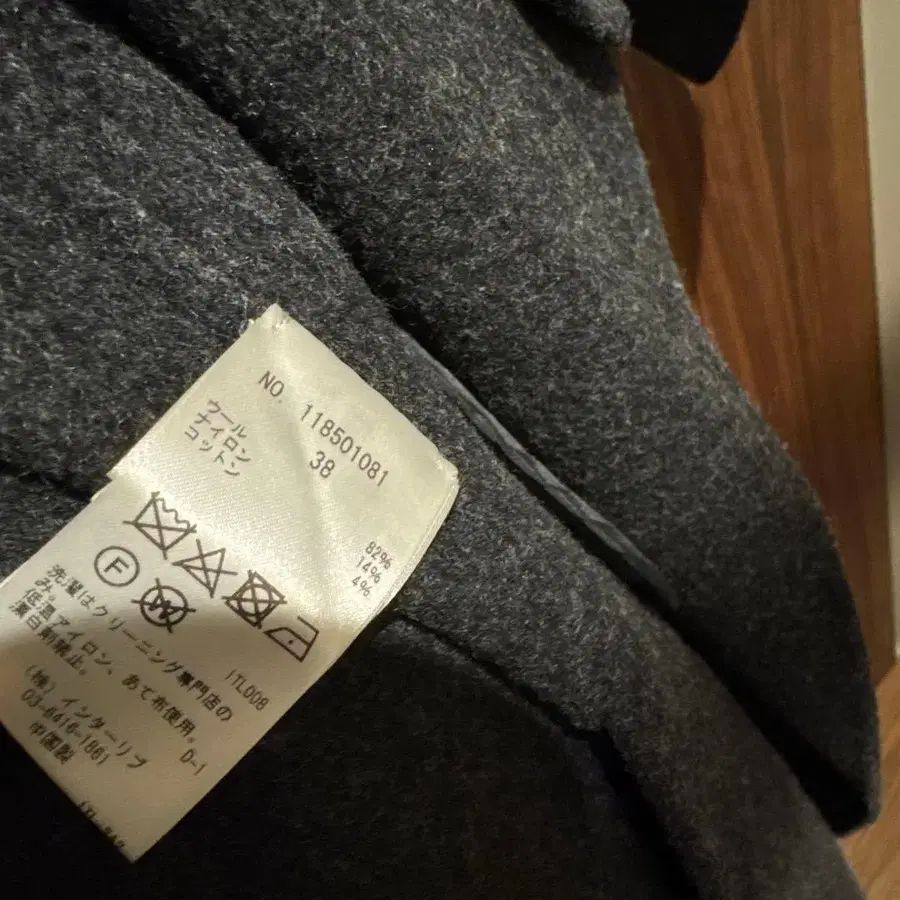 NO. 118501081
38
ウール 82%
ナイロン 14%
コットン 4%
F
W
ITL008
洗濯はクリーニング専門店の
み。
低温アイロン、あて布使用。
漂白剤禁止。
D-1
(株)インターリブ
03-6416-1861
中国製